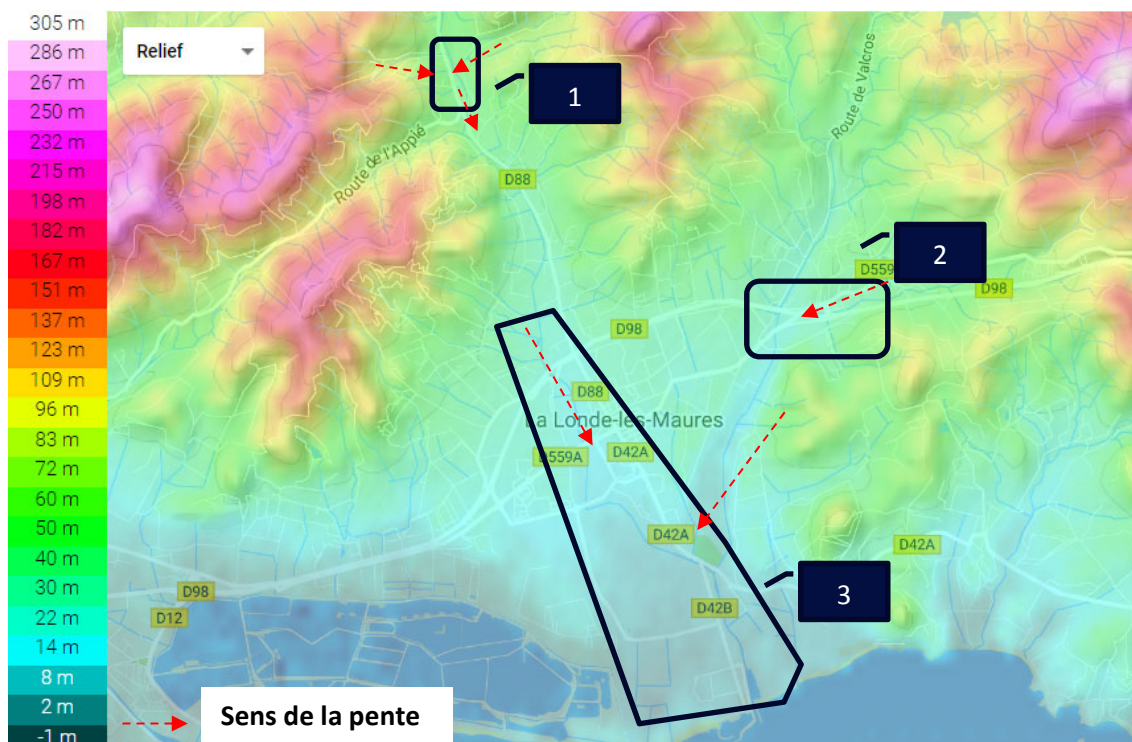 305 m
286 m
267 m
250 m
232 m
215 m
198 m
182 m
167 m
151 m
137 m
123 m
109 m
96 m
83 m
72 m
60 m
50 m
40 m
30 m
22 m
14 m
8 m
2 m
-1 m
Relief
1
Route de Valcros
Route de l'Appié
D88
2
D559
D98
D98
D88
La Londe-les-Maures
D559A
D42A
D42A
D42A
3
D98
D42B
D12
Sens de la pente